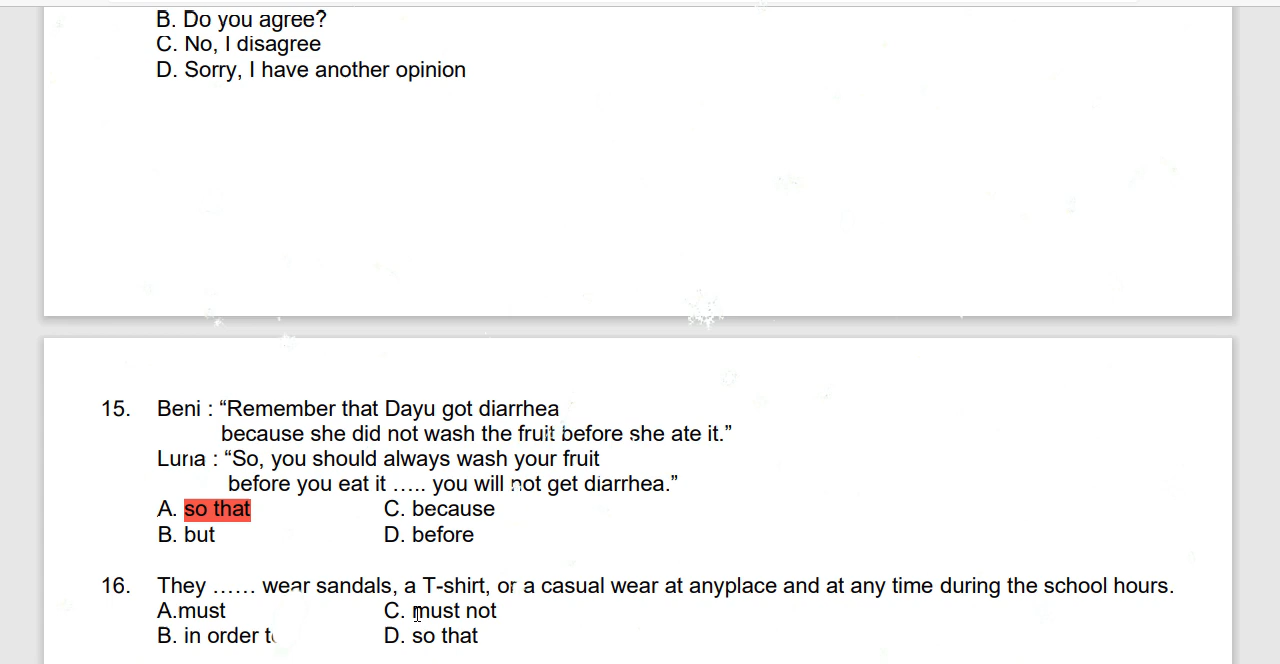 B. Do you agree?
C. No, I disagree
D. Sorry, I have another opinion
15. Beni : “Remember that Dayu got diarrhea
because she did not wash the fruit before she ate it.”
Luna : “So, you should always wash your fruit
before you eat it ..... you will not get diarrhea.”
A. so that C. because
B. but D. before
16. They ...... wear sandals, a T-shirt, or a casual wear at anyplace and at any time during the school hours.
A.must C. must not
B. in order to D. so that